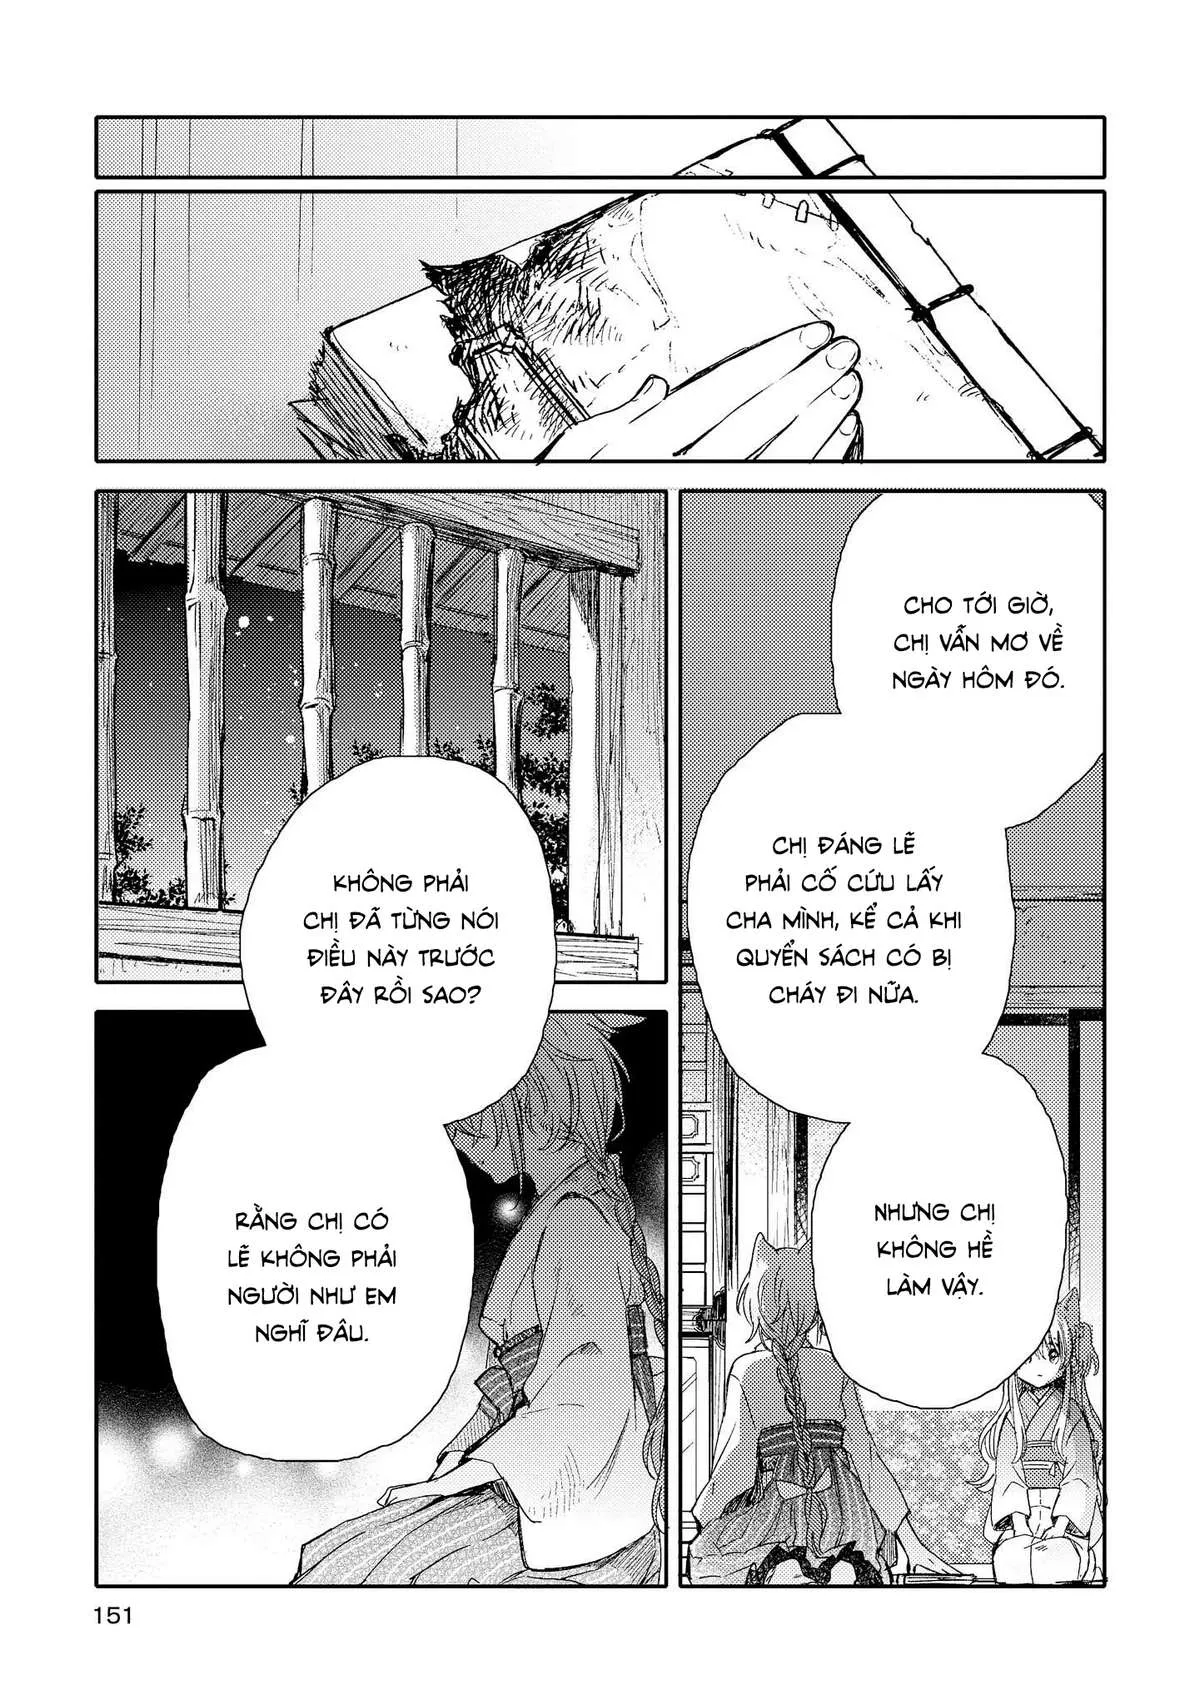 CHO TỚI GIỜ,
CHỊ VẪN MƠ VỀ
NGÀY HÔM ĐÓ.
CHỊ ĐÁNG LẼ
PHẢI CỐ CỨU LẤY
CHA MÌNH, KỂ CẢ KHI
QUYỂN SÁCH CÓ BỊ
CHÁY ĐI NỮA.
NHƯNG CHỊ
KHÔNG HỀ
LÀM VẬY.
KHÔNG PHẢI
CHỊ ĐÃ TỪNG NÓI
ĐIỀU NÀY TRƯỚC
ĐÂY RỒI SAO?
RẰNG CHỊ CÓ
LẼ KHÔNG PHẢI
NGƯỜI NHƯ EM
NGHĨ ĐÂU.
151